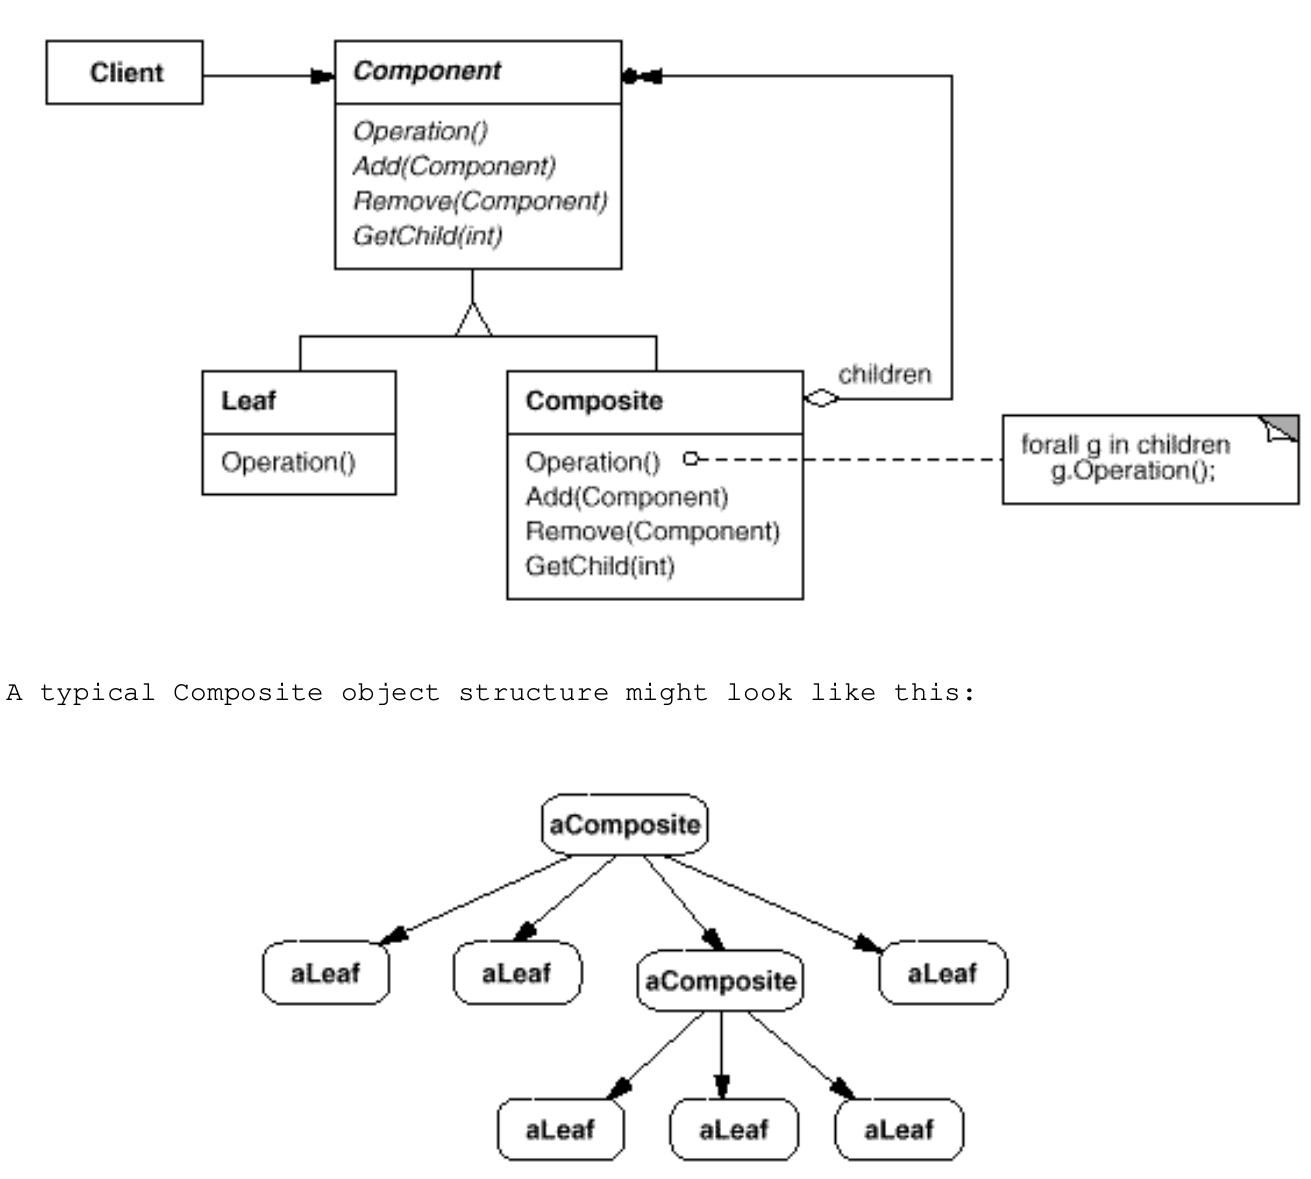 Client
Component
Operation()
Add(Component)
Remove(Component)
GetChild(int)
Leaf
Operation()
Composite
Operation()
Add(Component)
Remove(Component)
GetChild(int)
children
forall g in children
g.Operation();
A typical Composite object structure might look like this:
aComposite
aLeaf
aLeaf
aComposite
aLeaf
aLeaf
aLeaf
aLeaf